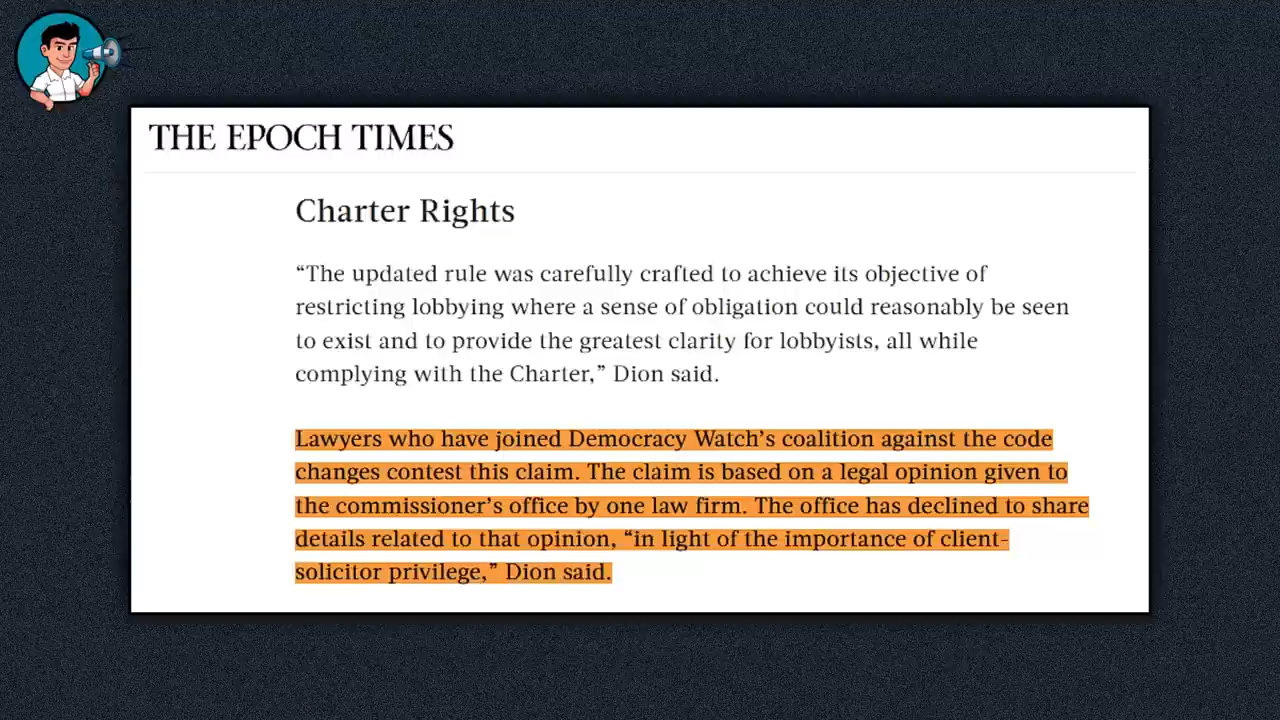 THE EPOCH TIMES
Charter Rights
“The updated rule was carefully crafted to achieve its objective of
restricting lobbying where a sense of obligation could reasonably be seen
to exist and to provide the greatest clarity for lobbyists, all while
complying with the Charter,” Dion said.
Lawyers who have joined Democracy Watch’s coalition against the code
changes contest this claim. The claim is based on a legal opinion given to
the commissioner’s office by one law firm. The office has declined to share
details related to that opinion, “in light of the importance of client-
solicitor privilege,” Dion said.